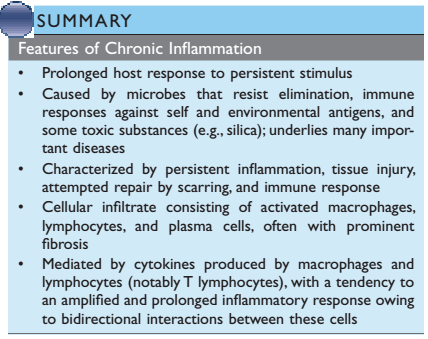 SUMMARY
Features of Chronic Inflammation
• Prolonged host response to persistent stimulus
• Caused by microbes that resist elimination, immune
responses against self and environmental antigens, and
some toxic substances (e.g., silica); underlies many impor-
tant diseases
• Characterized by persistent inflammation, tissue injury,
attempted repair by scarring, and immune response
• Cellular infiltrate consisting of activated macrophages,
lymphocytes, and plasma cells, often with prominent
fibrosis
• Mediated by cytokines produced by macrophages and
lymphocytes (notably T lymphocytes), with a tendency to
an amplified and prolonged inflammatory response owing
to bidirectional interactions between these cells